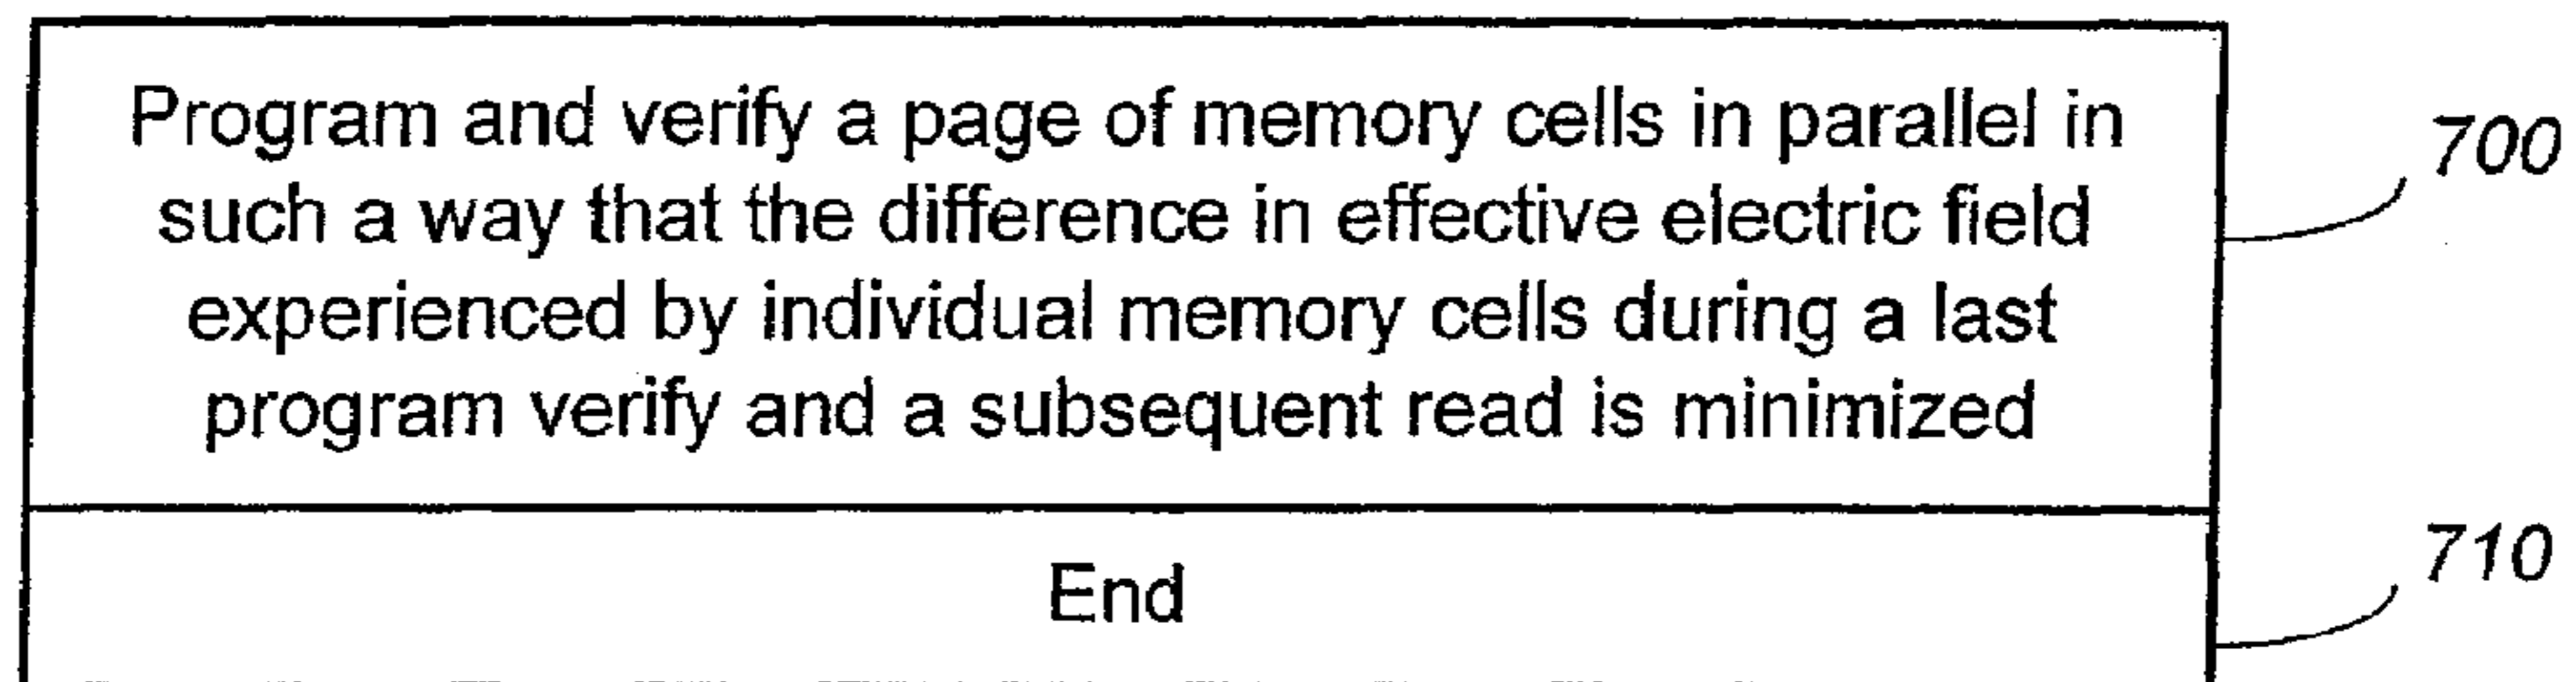 Program and verify a page of memory cells in parallel in
such a way that the difference in effective electric field
experienced by individual memory cells during a last
program verify and a subsequent read is minimized
700
End
710